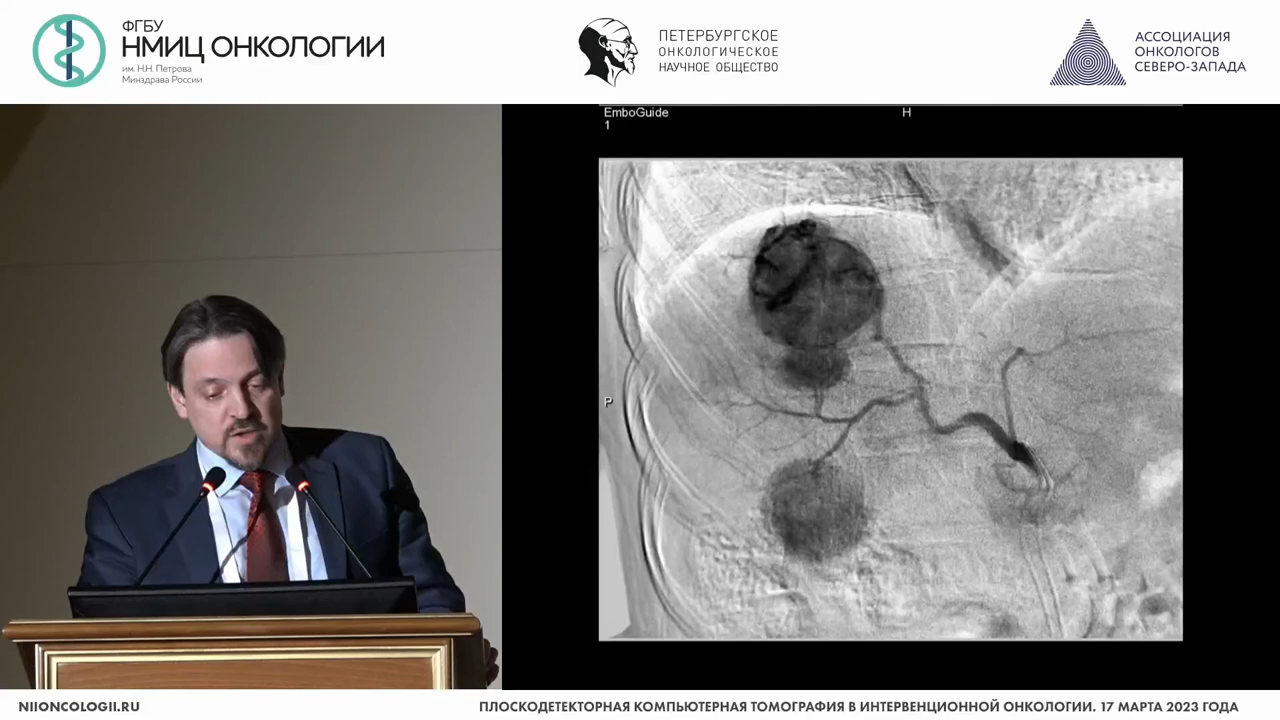 ФГБУ
НМИЦ ОНКОЛОГИИ
им. Н.Н. Петрова
Минздрава России
ПЕТЕРБУРГСКОЕ
ОНКОЛОГИЧЕСКОЕ
НАУЧНОЕ ОБЩЕСТВО
АССОЦИАЦИЯ
ОНКОЛОГОВ
СЕВЕРО-ЗАПАДА
EmboGuide
1
H
P
NIIONCOLOGII.RU
ПЛОСКОДЕТЕКТОРНАЯ КОМПЬЮТЕРНАЯ ТОМОГРАФИЯ В ИНТЕРВЕНЦИОННОЙ ОНКОЛОГИИ. 17 МАРТА 2023 ГОДА